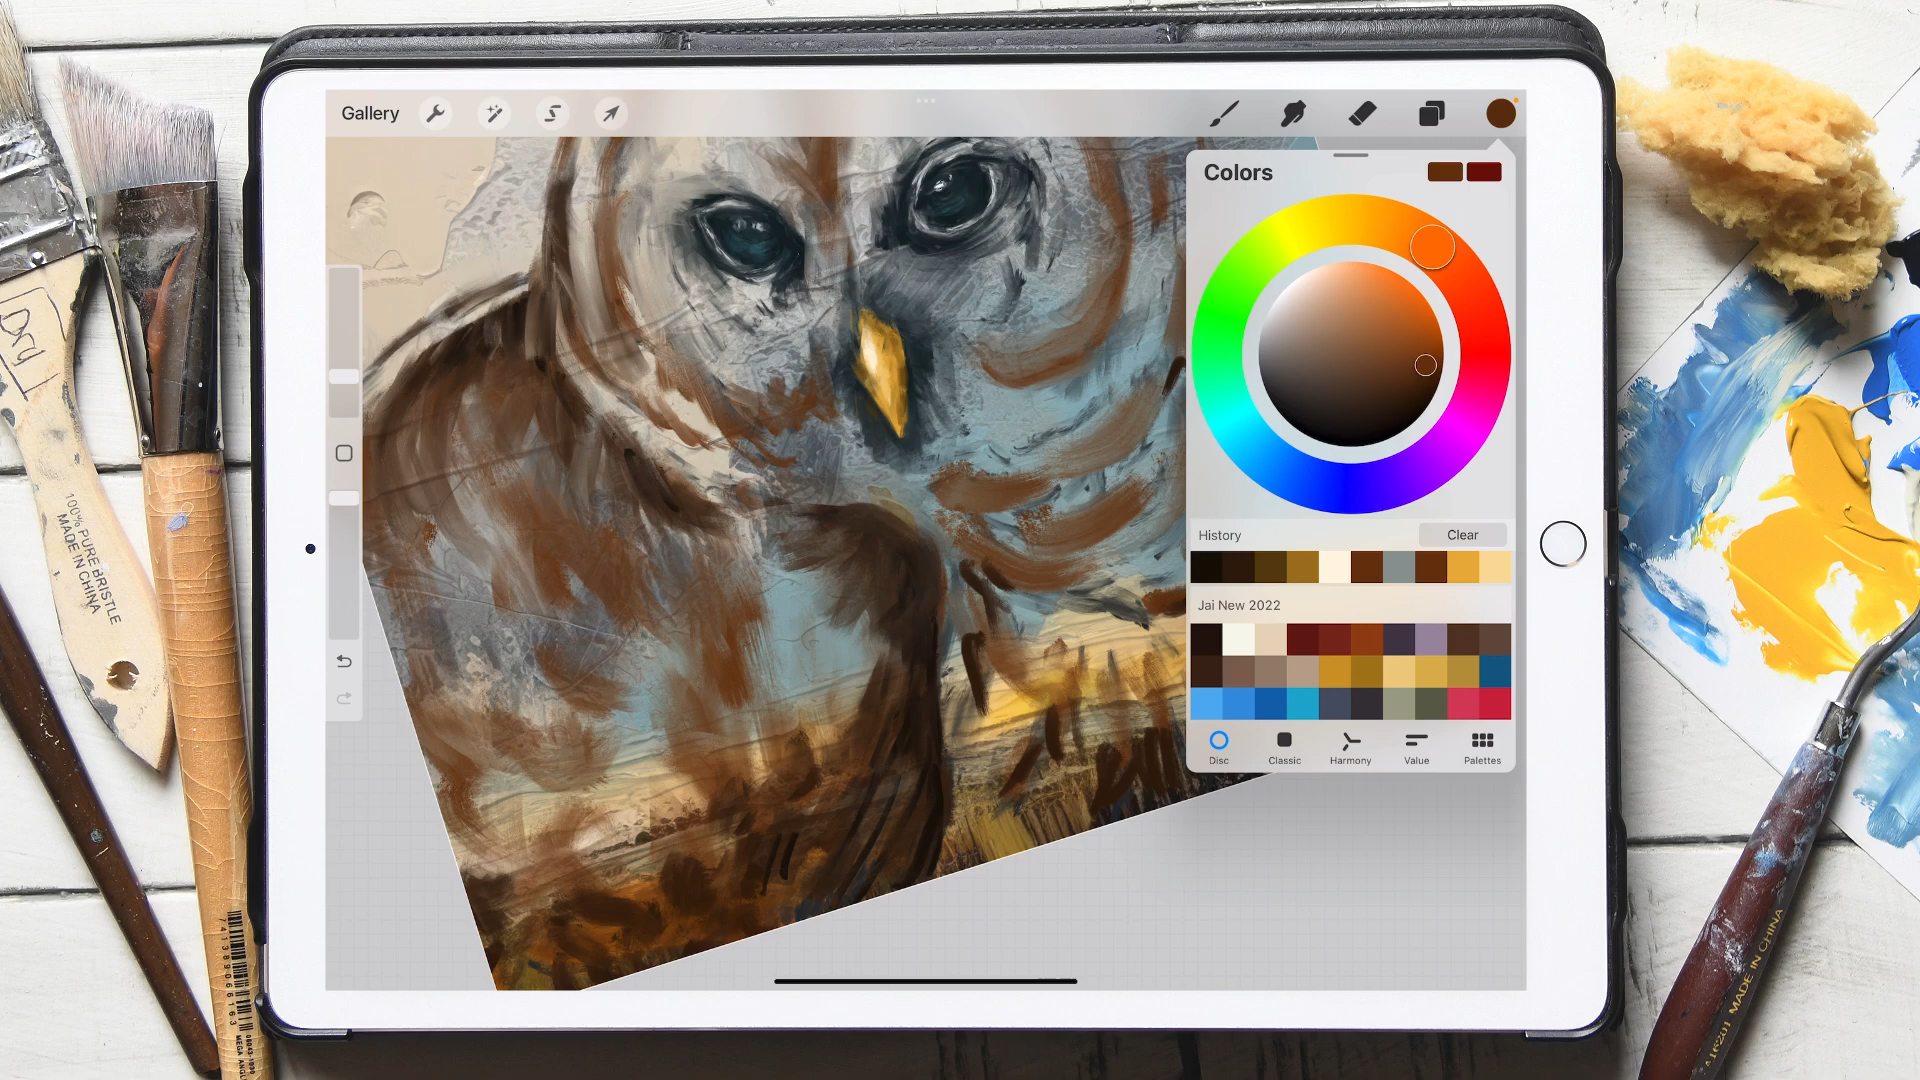 Gallery
Colors
History
Clear
Jai New 2022
Disc
Classic
Harmony
Value
Palettes
Dry
100% PURE BRISTLE
MADE IN CHINA
MADE IN CHINA